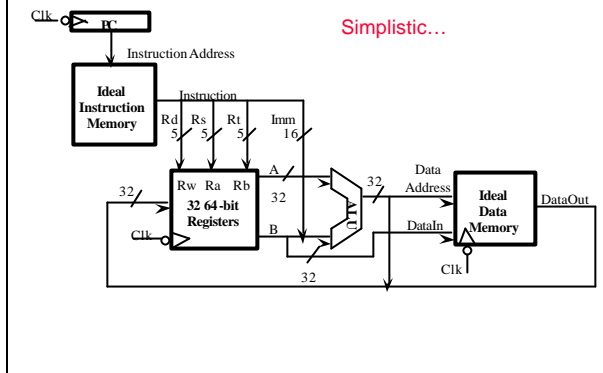 Clk
PC
Simplistic…
Instruction Address
Ideal
Instruction
Memory
Instruction
Rd Rs Rt Imm
5 5 5 16
32
Rw Ra Rb
32 64-bit
Registers
Clk
A
32
B
32
ALU
32
Data
Address
DataIn
Ideal
Data
Memory
Clk
DataOut